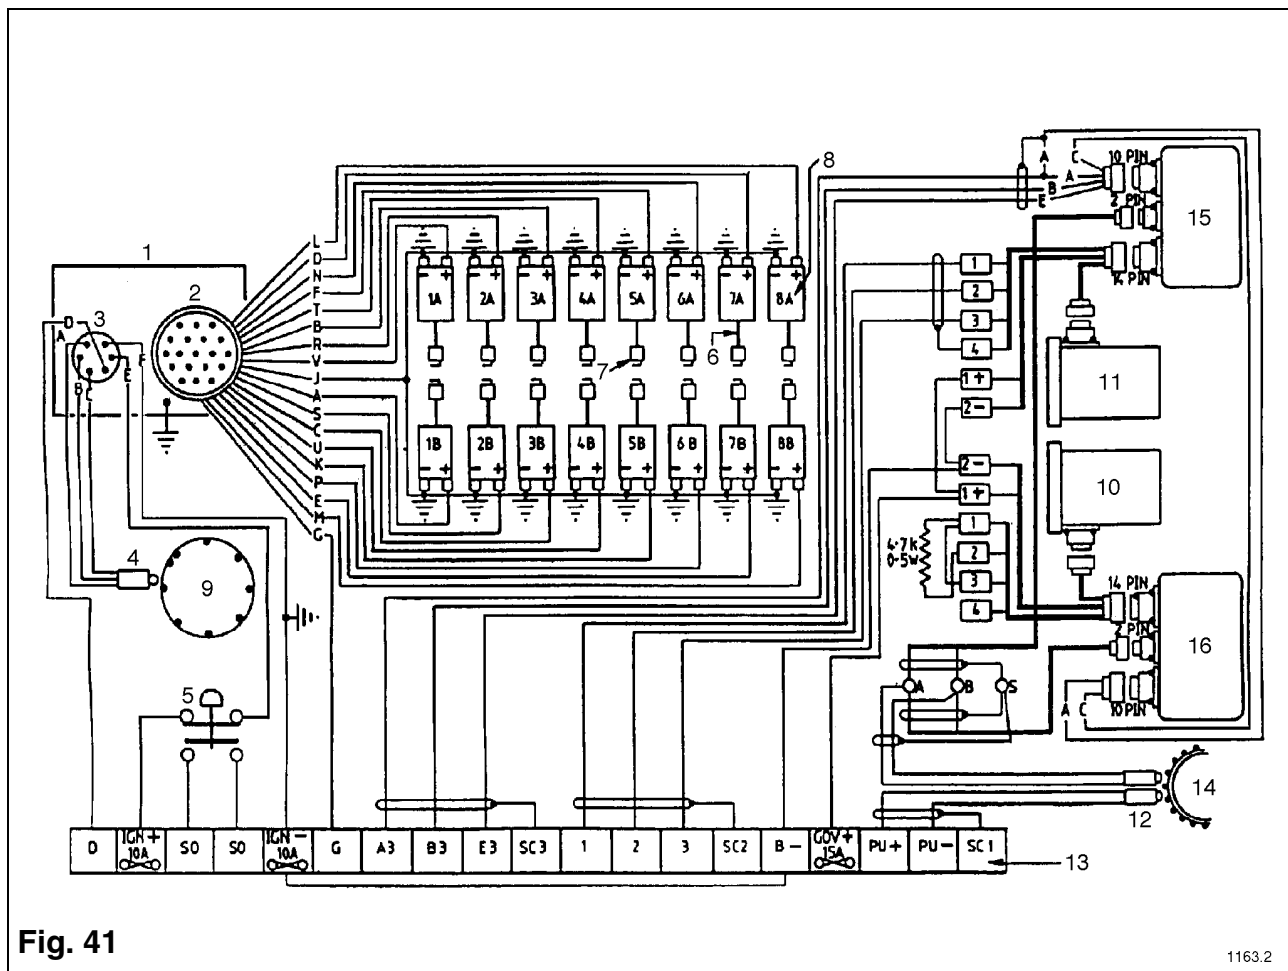 1
2
3
D
A
B
C
E
F
4
9
5
L
D
N
F
T
B
R
V
J
A
S
C
U
K
P
E
M
G
8
1A
2A
3A
4A
5A
6A
7A
8A
7
6
1B
2B
3B
4B
5B
6B
7B
8B
A
C
10 PIN
A
B
E
2 PIN
14 PIN
15
1
2
3
4
1+
2-
11
2-
1+
10
1
2
3
4
4.7k
0.5W
14 PIN
2 PIN
10 PIN
16
A
C
A
B
S
14
12
D
IGN +
10A
SO
SO
IGN -
10A
G
A3
B3
E3
SC3
1
2
3
SC2
B -
GOV +
15A
PU +
PU -
SC1
13
Fig. 41
1163.2